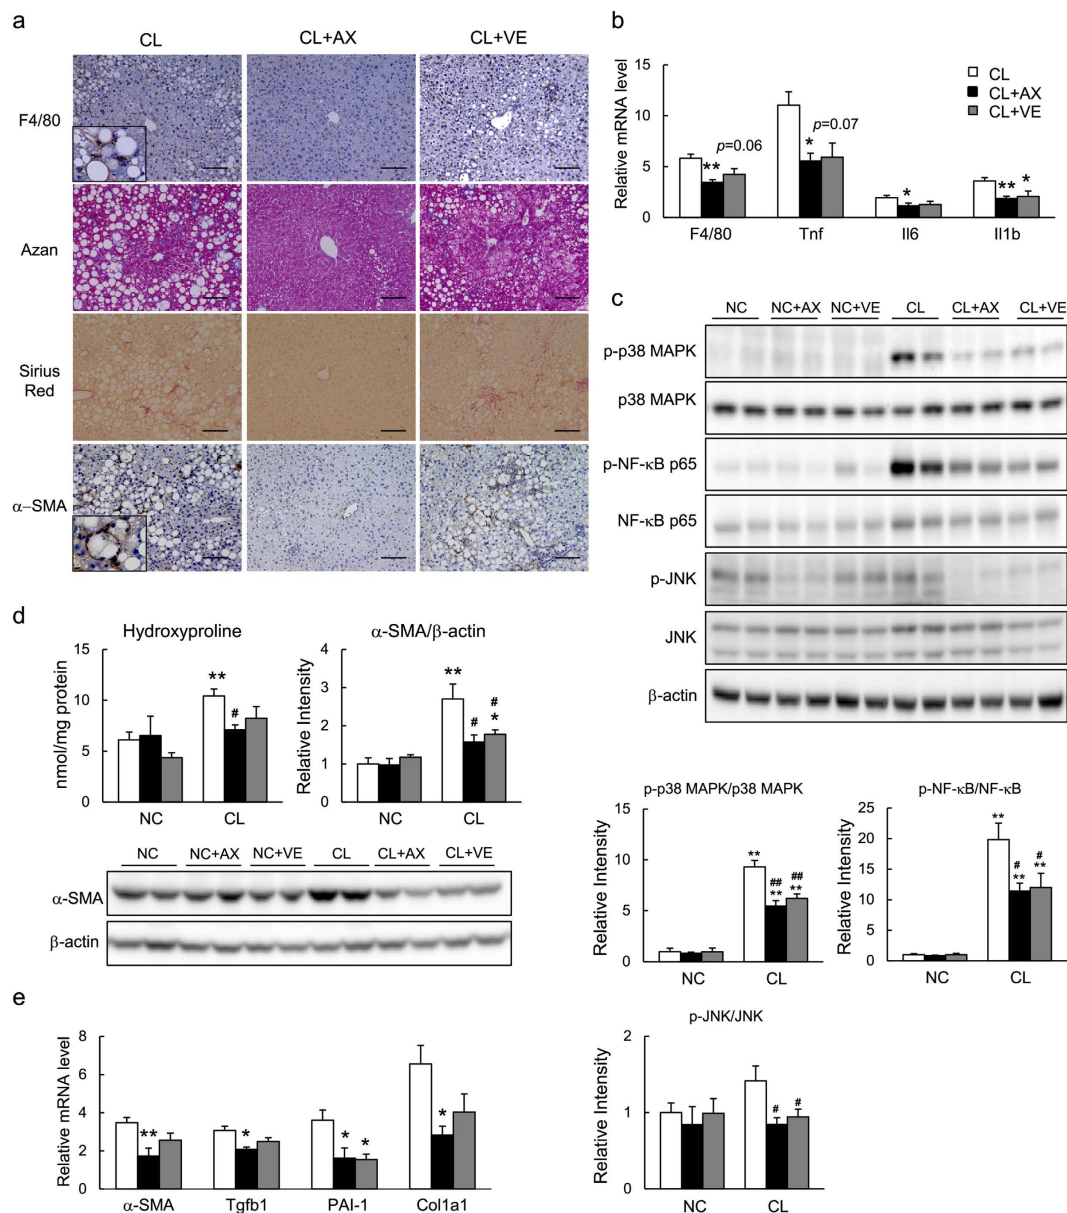 a
CL
CL+AX
CL+VE
F4/80
Azan
Sirius
Red
α–SMA
b
Relative mRNA level
15
10
5
0
CL
CL+AX
CL+VE
**
p=0.06
*
p=0.07
*
**
*
F4/80
Tnf
Il6
Il1b
c
NC
NC+AX
NC+VE
CL
CL+AX
CL+VE
p-p38 MAPK
p38 MAPK
p-NF-κB p65
NF-κB p65
p-JNK
JNK
β-actin
p-p38 MAPK/p38 MAPK
Relative Intensity
15
10
5
0
**
##
**
##
**
NC
CL
p-NF-κB/NF-κB
Relative Intensity
25
20
15
10
5
0
**
#
**
#
**
NC
CL
p-JNK/JNK
Relative Intensity
2
1
0
#
#
NC
CL
d
Hydroxyproline
nmol/mg protein
15
10
5
0
**
#
NC
CL
α-SMA/β-actin
Relative Intensity
4
3
2
1
0
**
#
#
*
NC
CL
NC
NC+AX
NC+VE
CL
CL+AX
CL+VE
α-SMA
β-actin
e
Relative mRNA level
8
6
4
2
0
**
*
*
*
*
α-SMA
Tgfb1
PAI-1
Col1a1